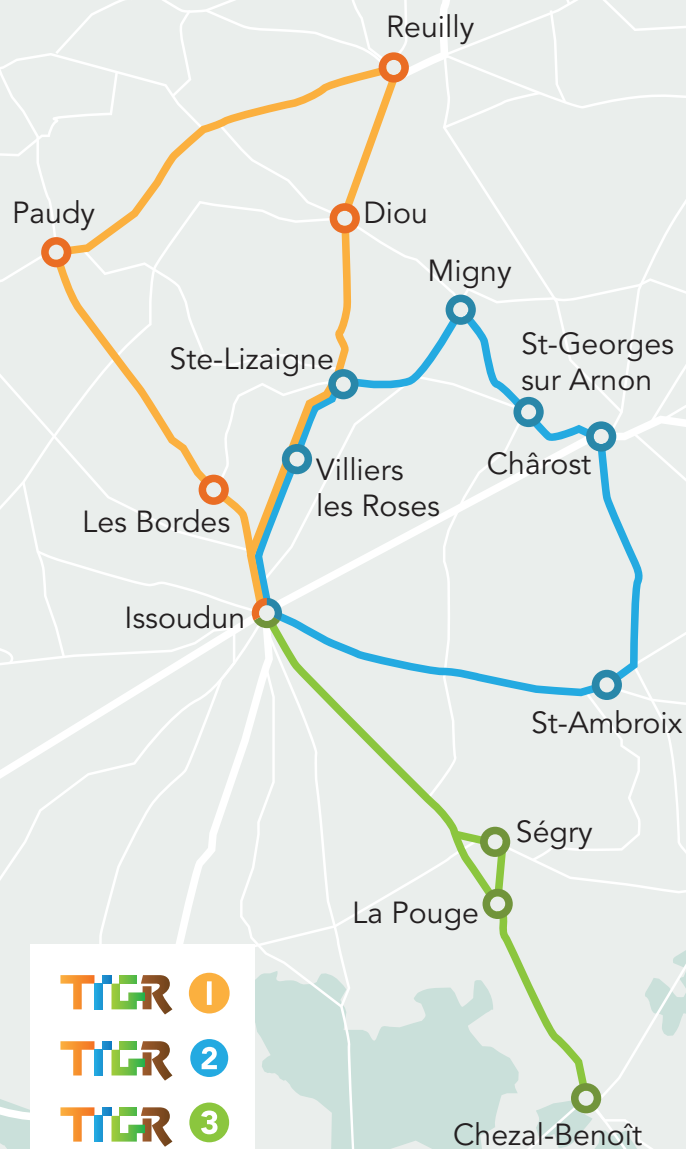 Reuilly
Paudy
Diou
Migny
Ste-Lizaigne
St-Georges
sur Arnon
Chârost
Villiers
les Roses
Les Bordes
Issoudun
St-Ambroix
Ségry
La Pouge
TIGR 1
TIGR 2
TIGR 3
Chezal-Benoît